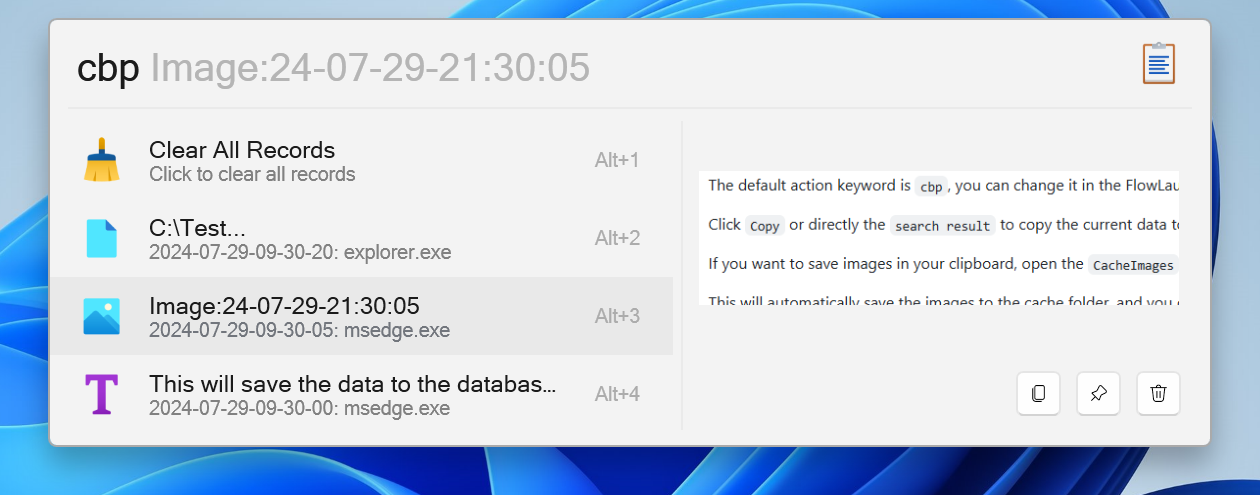 cbp Image:24-07-29-21:30:05
Clear All Records
Click to clear all records
Alt+1
C:\Test...
2024-07-29-09-30-20: explorer.exe
Alt+2
Image:24-07-29-21:30:05
2024-07-29-09-30-05: msedge.exe
Alt+3
This will save the data to the databas...
2024-07-29-09-30-00: msedge.exe
Alt+4
The default action keyword is cbp, you can change it in the FlowLau
Click Copy or directly the search result to copy the current data t
If you want to save images in your clipboard, open the CacheImages
This will automatically save the images to the cache folder, and you